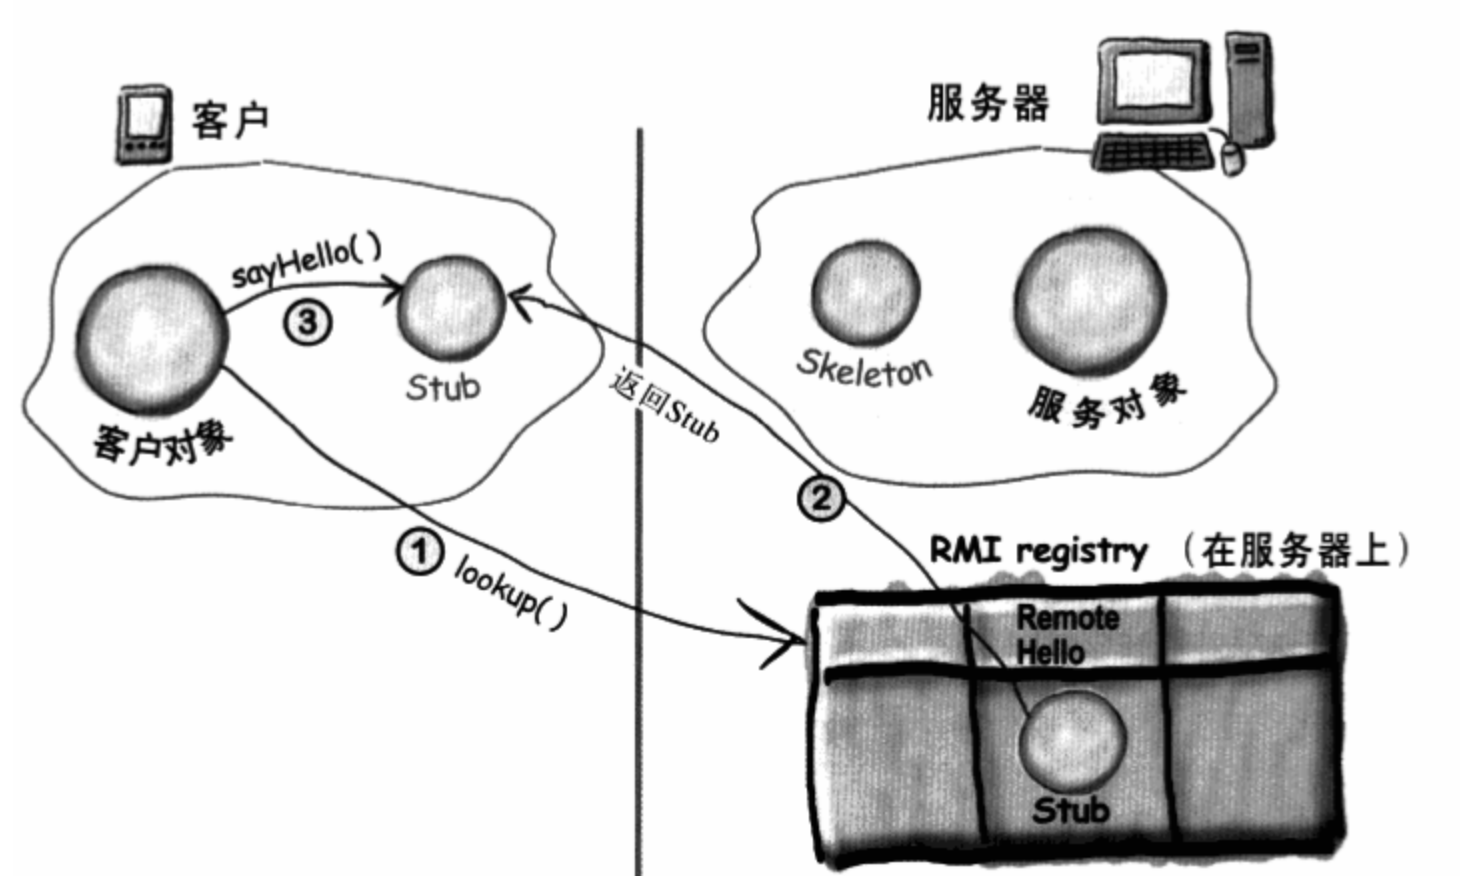 客户
服务器
sayHello( )
3
Stub
客户对象
Skeleton
服务对象
返回Stub
2
1
lookup( )
RMI registry （在服务器上）
Remote
Hello
Stub